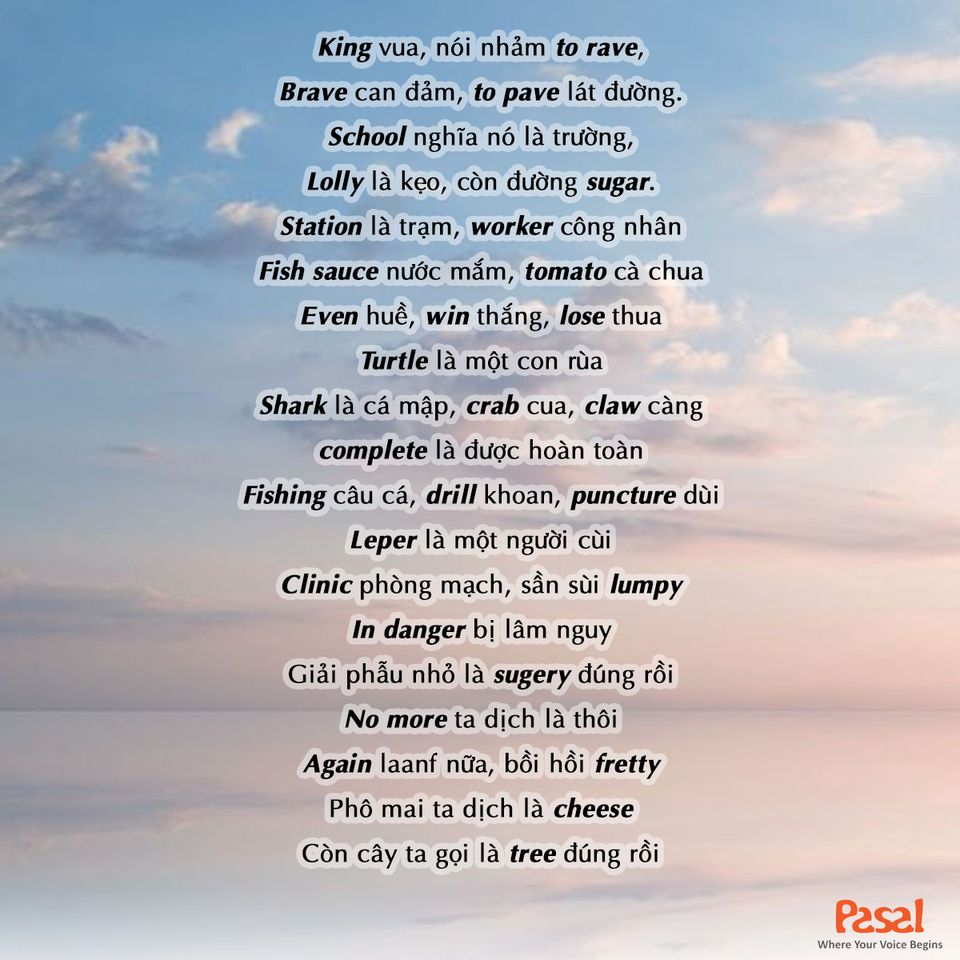 King vua, nói nhảm to rave,
Brave can đảm, to pave lát đường.
School nghĩa nó là trường,
Lolly là kẹo, còn đường sugar.
Station là trạm, worker công nhân
Fish sauce nước mắm, tomato cà chua
Even huề, win thắng, lose thua
Turtle là một con rùa
Shark là cá mập, crab cua, claw càng
complete là được hoàn toàn
Fishing câu cá, drill khoan, puncture dùi
Leper là một người cùi
Clinic phòng mạch, sần sùi lumpy
In danger bị lâm nguy
Giải phẫu nhỏ là sugery đúng rồi
No more ta dịch là thôi
Again laanf nữa, bồi hồi fretty
Phô mai ta dịch là cheese
Còn cây ta gọi là tree đúng rồi
Pasal
Where Your Voice Begins